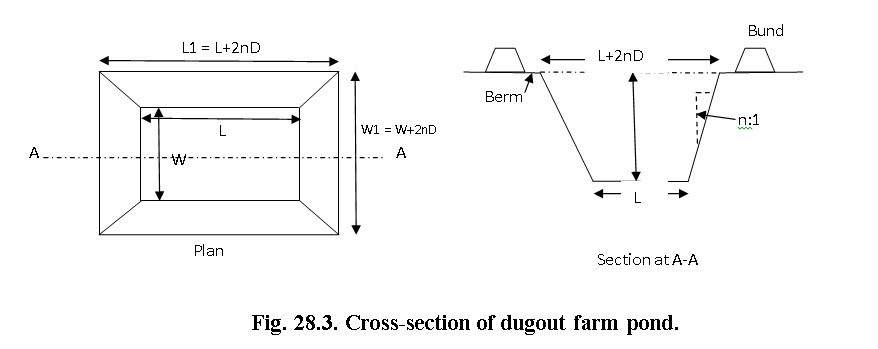 L1 = L+2nD
L
W1 = W+2nD
A
W
A
Plan
Bund
L+2nD
Berm
n:1
L
Section at A-A
Fig. 28.3. Cross-section of dugout farm pond.